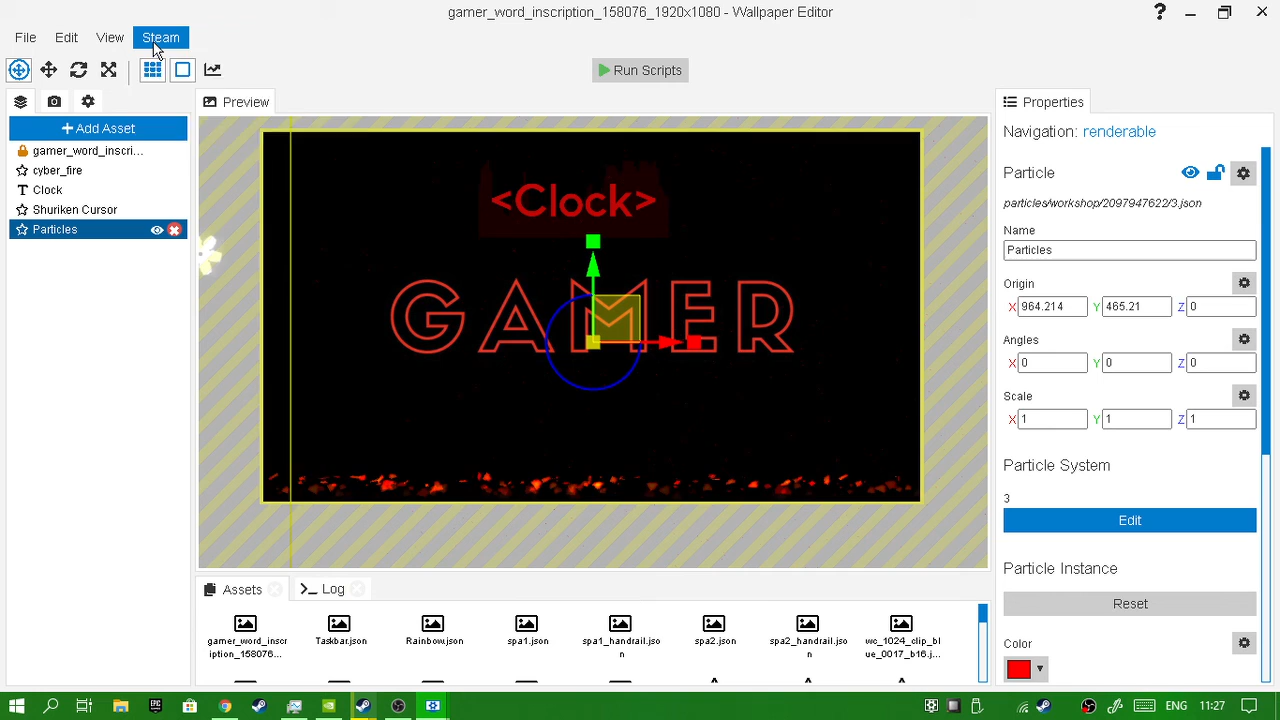 gamer_word_inscription_158076_1920x1080 - Wallpaper Editor
File Edit View Steam
Run Scripts
Preview
Properties
Add Asset
gamer_word_inscri...
cyber_fire
Clock
Shuriken Cursor
Particles
<Clock>
GAMER
Navigation: renderable
Particle
particles/workshop/2097947622/3.json
Name
Particles
Origin
X 964.214 Y 465.21 Z 0
Angles
X 0 Y 0 Z 0
Scale
X 1 Y 1 Z 1
Particle System
3
Edit
Particle Instance
Reset
Color
Assets Log
gamer_word_inscr
iption_158076...
Taskbar.json
Rainbow.json
spa1.json
spa1_handrail.jso
n
spa2.json
spa2_handrail.jso
n
wc_1024_clip_bl
ue_0017_b16.j...
EPIC
ENG 11:27